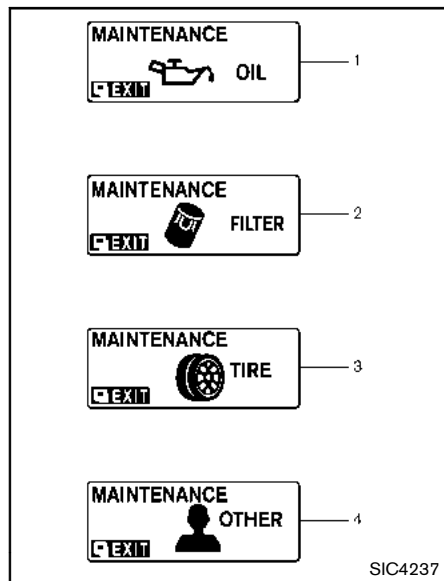 MAINTENANCE
OIL
EXIT
1
MAINTENANCE
FILTER
EXIT
2
MAINTENANCE
TIRE
EXIT
3
MAINTENANCE
OTHER
EXIT
4
SIC4237